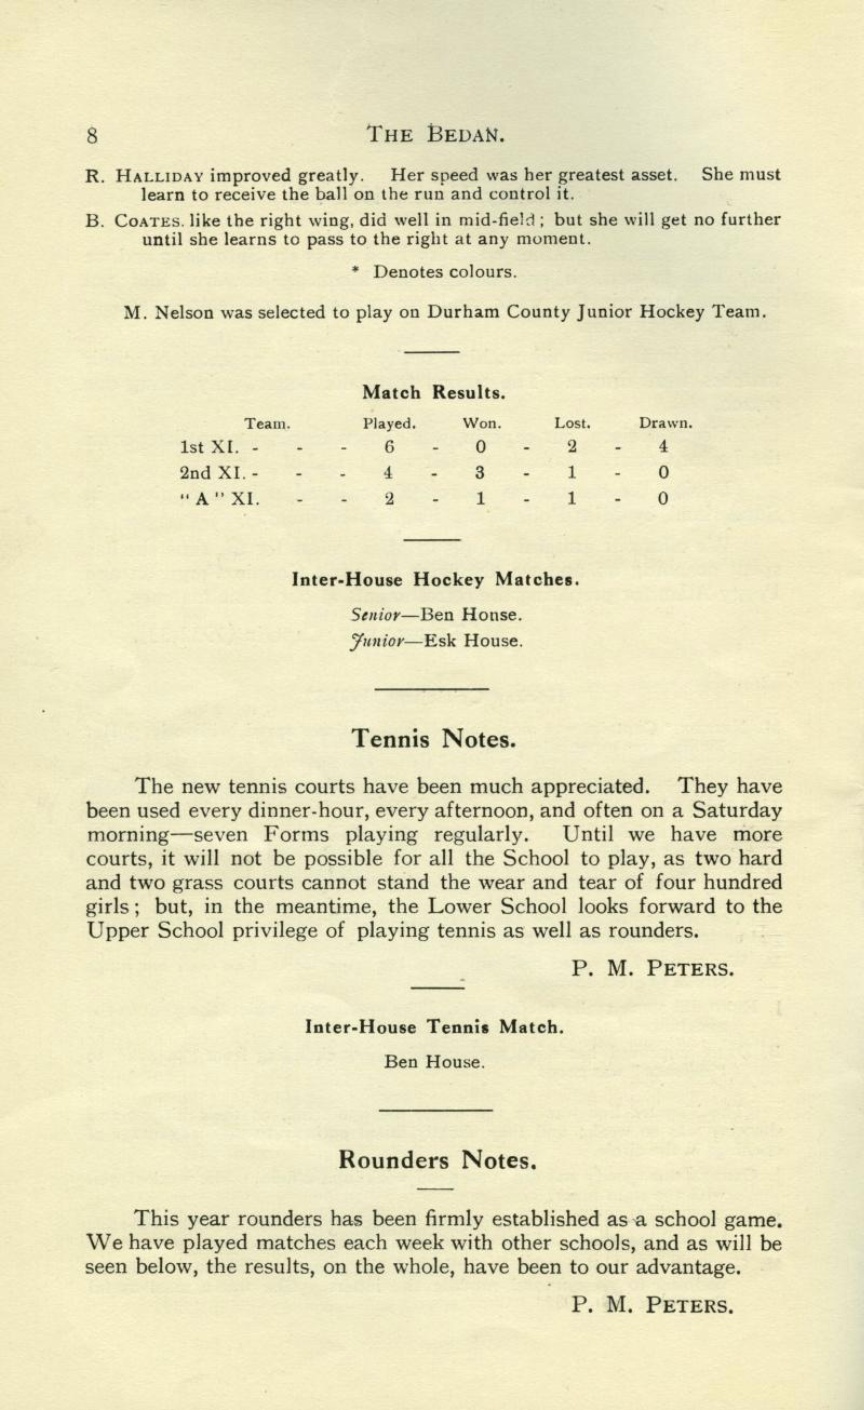 8 THE BEDAN.
R. HALLIDAY improved greatly. Her speed was her greatest asset. She must
learn to receive the ball on the run and control it.
B. COATES. like the right wing, did well in mid-field; but she will get no further
until she learns to pass to the right at any moment.
* Denotes colours.
M. Nelson was selected to play on Durham County Junior Hockey Team.
Match Results.
Team. Played. Won. Lost. Drawn.
1st XI. - - - 6 - 0 - 2 - 4
2nd XI. - - - 4 - 3 - 1 - 0
"A" XI. - - 2 - 1 - 1 - 0
Inter-House Hockey Matches.
Senior—Ben House.
Junior—Esk House.
Tennis Notes.
The new tennis courts have been much appreciated. They have
been used every dinner-hour, every afternoon, and often on a Saturday
morning—seven Forms playing regularly. Until we have more
courts, it will not be possible for all the School to play, as two hard
and two grass courts cannot stand the wear and tear of four hundred
girls; but, in the meantime, the Lower School looks forward to the
Upper School privilege of playing tennis as well as rounders.
P. M. PETERS.
Inter-House Tennis Match.
Ben House.
Rounders Notes.
This year rounders has been firmly established as a school game.
We have played matches each week with other schools, and as will be
seen below, the results, on the whole, have been to our advantage.
P. M. PETERS.